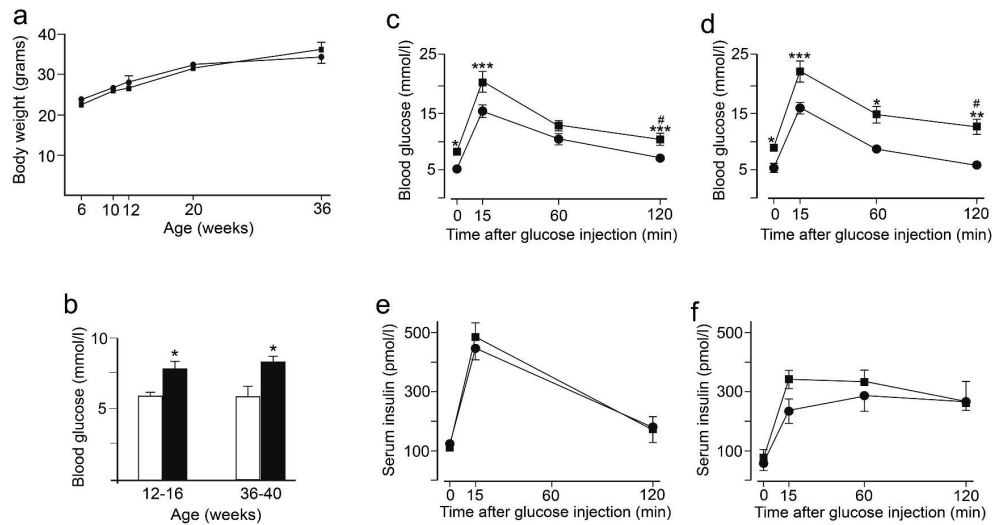 a
Body weight (grams)
40
30
20
10
6 10 12 20 36
Age (weeks)
b
Blood glucose (mmol/l)
10
5
* *
12-16 36-40
Age (weeks)
c
Blood glucose (mmol/l)
25
15
5
* *** # ***
0 15 60 120
Time after glucose injection (min)
d
Blood glucose (mmol/l)
25
15
5
* *** * # **
0 15 60 120
Time after glucose injection (min)
e
Serum insulin (pmol/l)
500
300
100
0 15 60 120
Time after glucose injection (min)
f
Serum insulin (pmol/l)
500
300
100
0 15 60 120
Time after glucose injection (min)